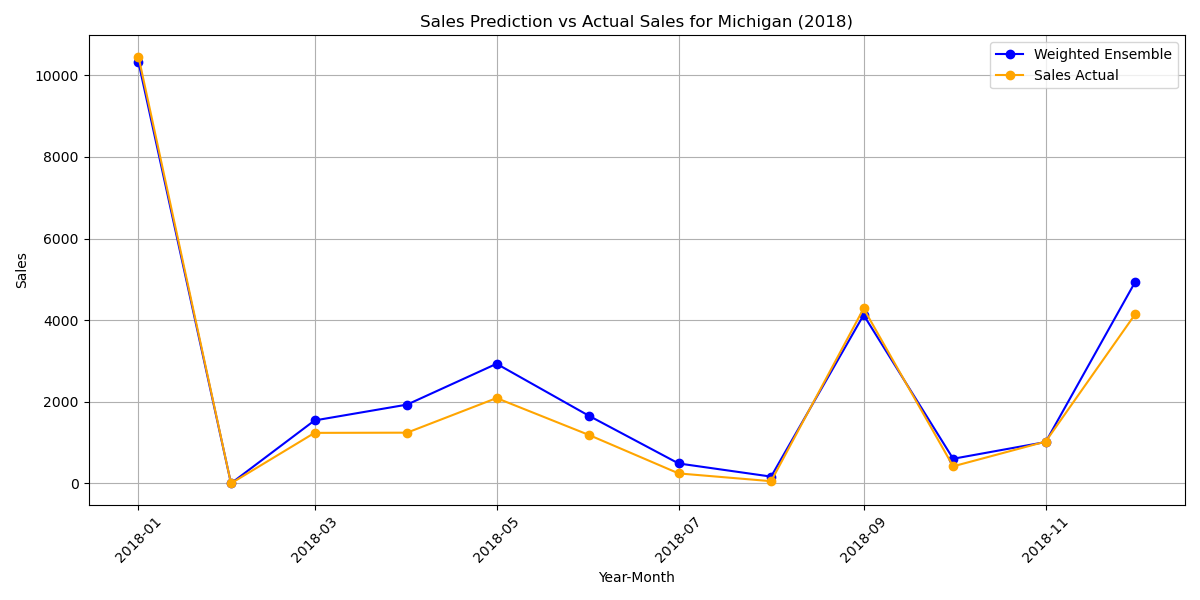 Sales Prediction vs Actual Sales for Michigan (2018)
Weighted Ensemble
Sales Actual
10000
8000
6000
4000
2000
0
Sales
2018-01
2018-03
2018-05
2018-07
2018-09
2018-11
Year-Month